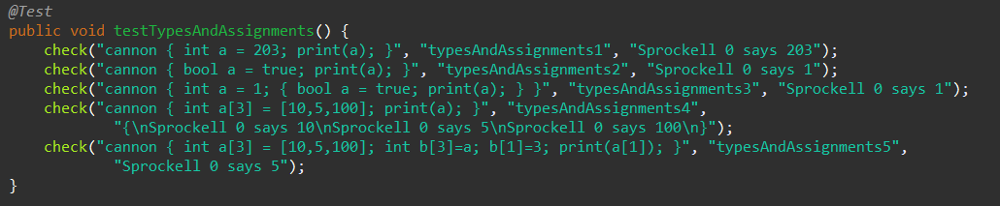 @Test
public void testTypesAndAssignments() {
    check("cannon { int a = 203; print(a); }", "typesAndAssignments1", "Sprockell 0 says 203");
    check("cannon { bool a = true; print(a); }", "typesAndAssignments2", "Sprockell 0 says 1");
    check("cannon { int a = 1; { bool a = true; print(a); } }", "typesAndAssignments3", "Sprockell 0 says 1");
    check("cannon { int a[3] = [10,5,100]; print(a); }", "typesAndAssignments4",
            "{\nSprockell 0 says 10\nSprockell 0 says 5\nSprockell 0 says 100\n}");
    check("cannon { int a[3] = [10,5,100]; int b[3]=a; b[1]=3; print(a[1]); }", "typesAndAssignments5",
            "Sprockell 0 says 5");
}